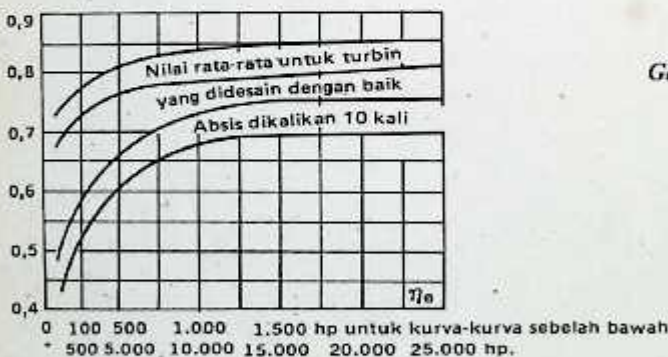 0,9
0,8
0,7
0,6
0,5
0,4
Nilai rata-rata untuk turbin
yang didesain dengan baik
Absis dikalikan 10 kali
ηe
0 100 500 1.000 1.500 hp untuk kurva-kurva sebelah bawah
500 5.000 10.000 15.000 20.000 25.000 hp.